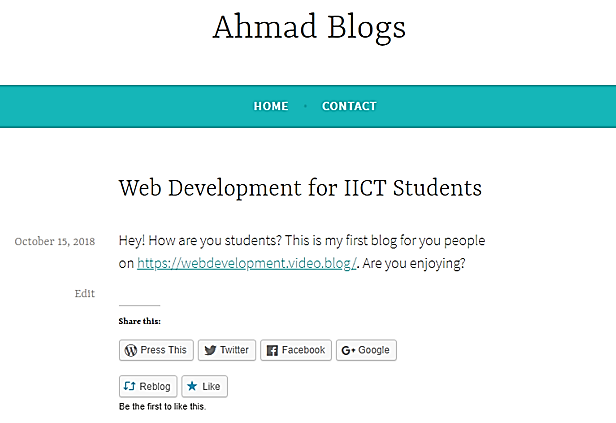 Ahmad Blogs
HOME · CONTACT
Web Development for IICT Students
October 15, 2018
Hey! How are you students? This is my first blog for you people
on https://webdevelopment.video.blog/. Are you enjoying?
Edit
Share this:
Press This Twitter Facebook Google
Reblog Like
Be the first to like this.